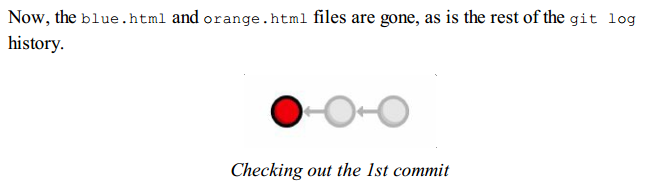 Now, the blue.html and orange.html files are gone, as is the rest of the git log
history.
Checking out the 1st commit